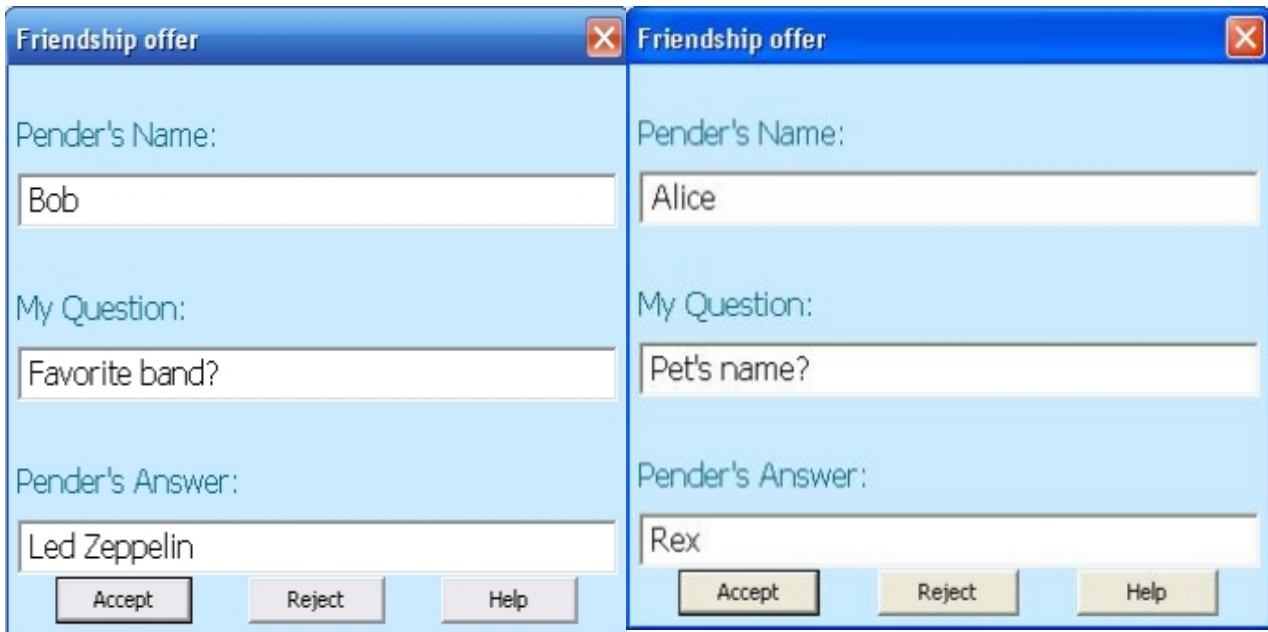 Friendship offer
Pender's Name:
Bob
My Question:
Favorite band?
Pender's Answer:
Led Zeppelin
Accept Reject Help
Friendship offer
Pender's Name:
Alice
My Question:
Pet's name?
Pender's Answer:
Rex
Accept Reject Help